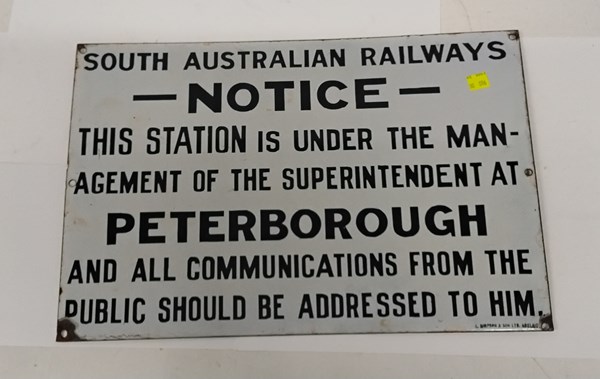 SOUTH AUSTRALIAN RAILWAYS
— NOTICE —
THIS STATION IS UNDER THE MAN-
AGEMENT OF THE SUPERINTENDENT AT
PETERBOROUGH
AND ALL COMMUNICATIONS FROM THE
PUBLIC SHOULD BE ADDRESSED TO HIM.